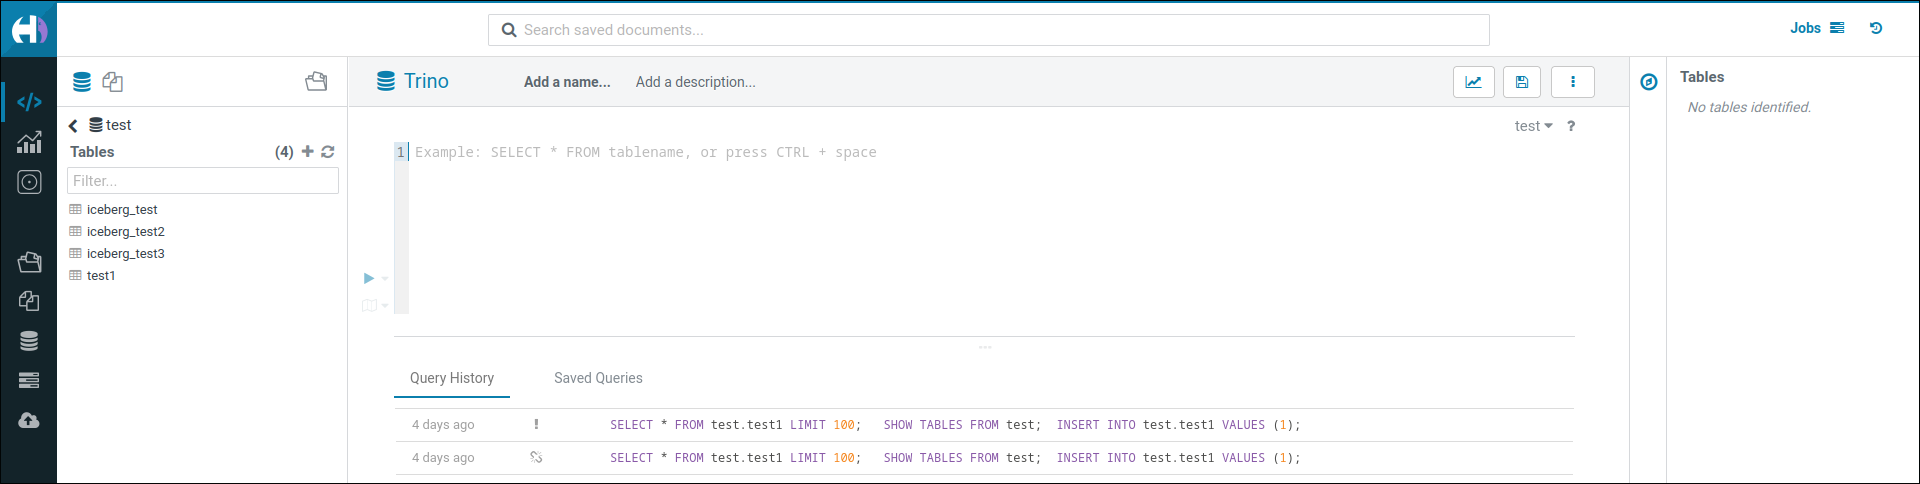 Search saved documents...
Jobs
Trino
Add a name...
Add a description...
Tables
No tables identified.
test
Tables (4)
Filter...
iceberg_test
iceberg_test2
iceberg_test3
test1
test ?
1 Example: SELECT * FROM tablename, or press CTRL + space
Query History
Saved Queries
4 days ago ! SELECT * FROM test.test1 LIMIT 100; SHOW TABLES FROM test; INSERT INTO test.test1 VALUES (1);
4 days ago SELECT * FROM test.test1 LIMIT 100; SHOW TABLES FROM test; INSERT INTO test.test1 VALUES (1);